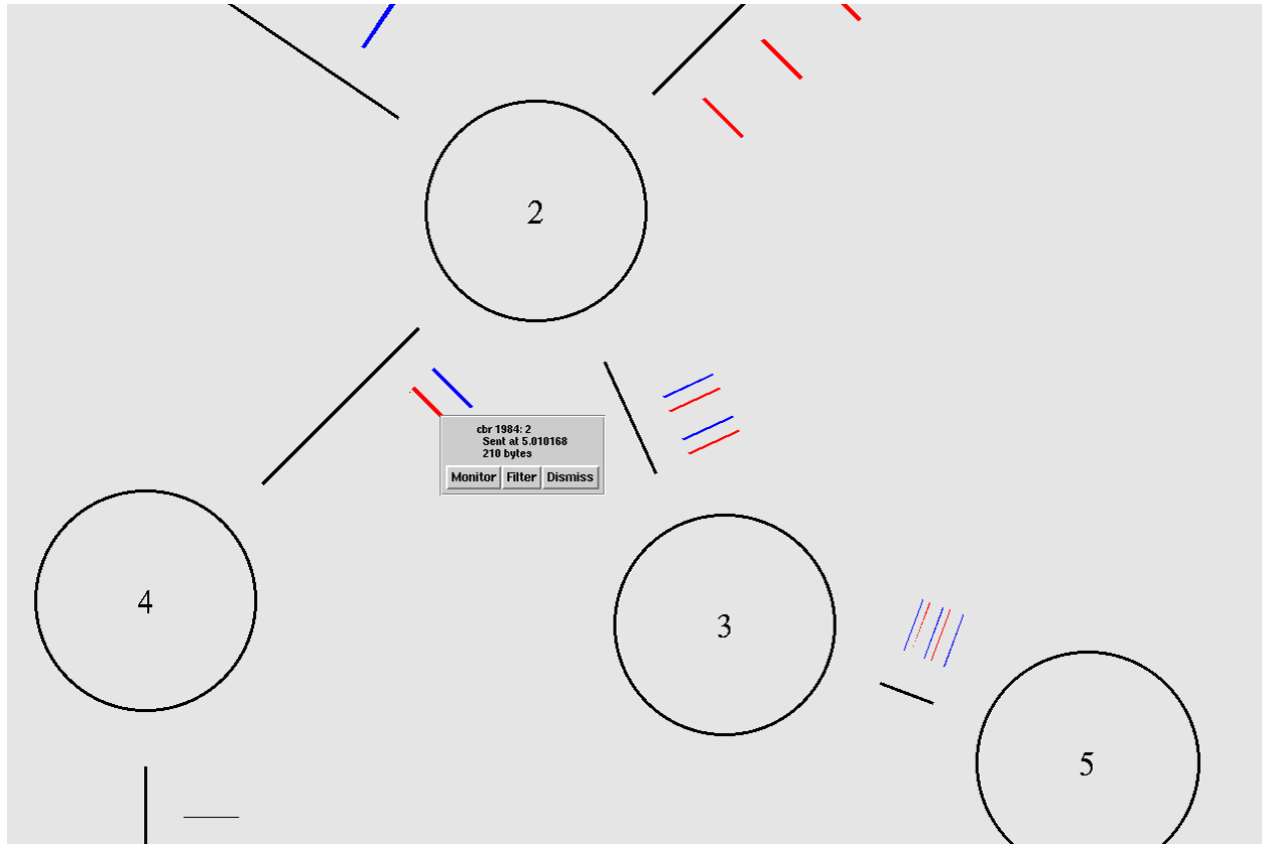 2
cbr 1984: 2
Sent at 5.010168
210 bytes
Monitor Filter Dismiss
4
3
5